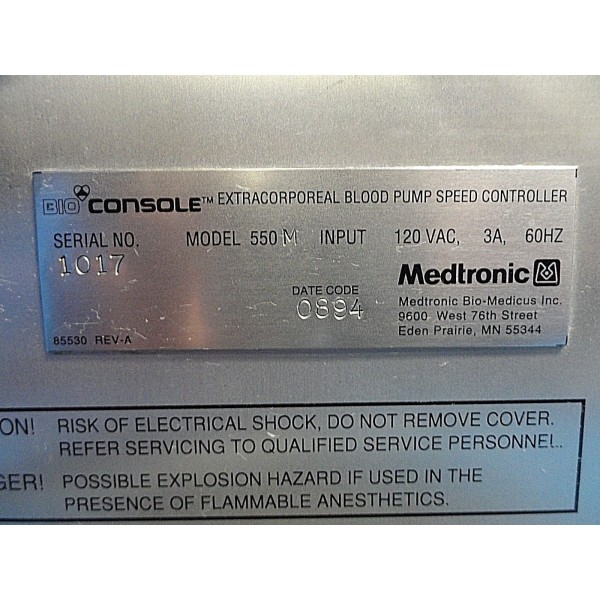 BIO CONSOLE™ EXTRACORPOREAL BLOOD PUMP SPEED CONTROLLER
SERIAL NO. MODEL 550 M INPUT 120 VAC, 3A, 60HZ
1017
Medtronic
DATE CODE
0894
Medtronic Bio-Medicus Inc.
9600 West 76th Street
Eden Prairie, MN 55344
85530 REV-A
ON! RISK OF ELECTRICAL SHOCK, DO NOT REMOVE COVER.
REFER SERVICING TO QUALIFIED SERVICE PERSONNEL.
GER! POSSIBLE EXPLOSION HAZARD IF USED IN THE
PRESENCE OF FLAMMABLE ANESTHETICS.